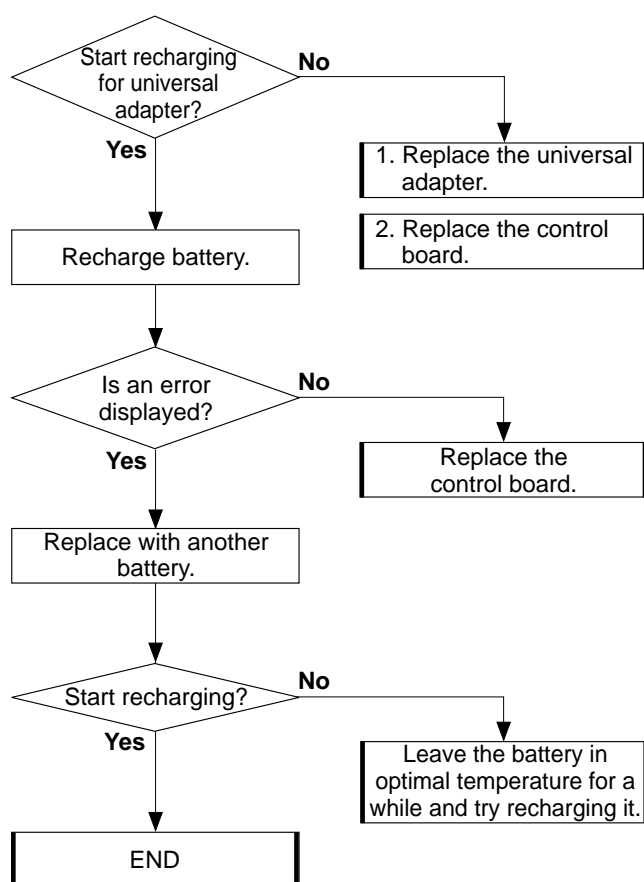 Start recharging
for universal
adapter?
No
Yes
1. Replace the universal
adapter.
2. Replace the control
board.
Recharge battery.
Is an error
displayed?
No
Yes
Replace the
control board.
Replace with another
battery.
Start recharging?
No
Yes
Leave the battery in
optimal temperature for a
while and try recharging it.
END